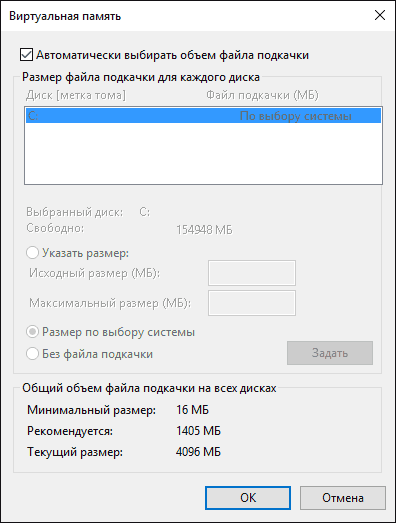 Виртуальная память
Автоматически выбирать объем файла подкачки
Размер файла подкачки для каждого диска
Диск [метка тома] Файл подкачки (МБ)
C: По выбору системы
Выбранный диск: C:
Свободно: 154948 МБ
Указать размер:
Исходный размер (МБ):
Максимальный размер (МБ):
Размер по выбору системы
Без файла подкачки Задать
Общий объем файла подкачки на всех дисках
Минимальный размер: 16 МБ
Рекомендуется: 1405 МБ
Текущий размер: 4096 МБ
ОК Отмена